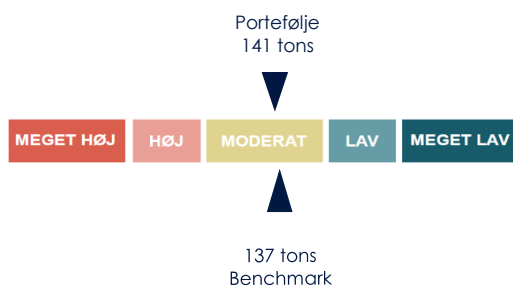 Portefølje
141 tons
MEGET HØJ HØJ MODERAT LAV MEGET LAV
137 tons
Benchmark